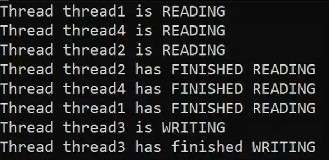 Thread thread1 is READING
Thread thread4 is READING
Thread thread2 is READING
Thread thread2 has FINISHED READING
Thread thread4 has FINISHED READING
Thread thread1 has FINISHED READING
Thread thread3 is WRITING
Thread thread3 has finished WRITING